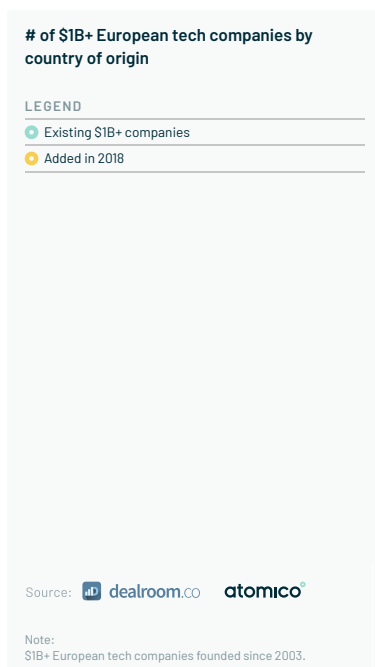 # of $1B+ European tech companies by
country of origin
LEGEND
Existing $1B+ companies
Added in 2018
Source: dealroom.co atomico
Note:
$1B+ European tech companies founded since 2003.